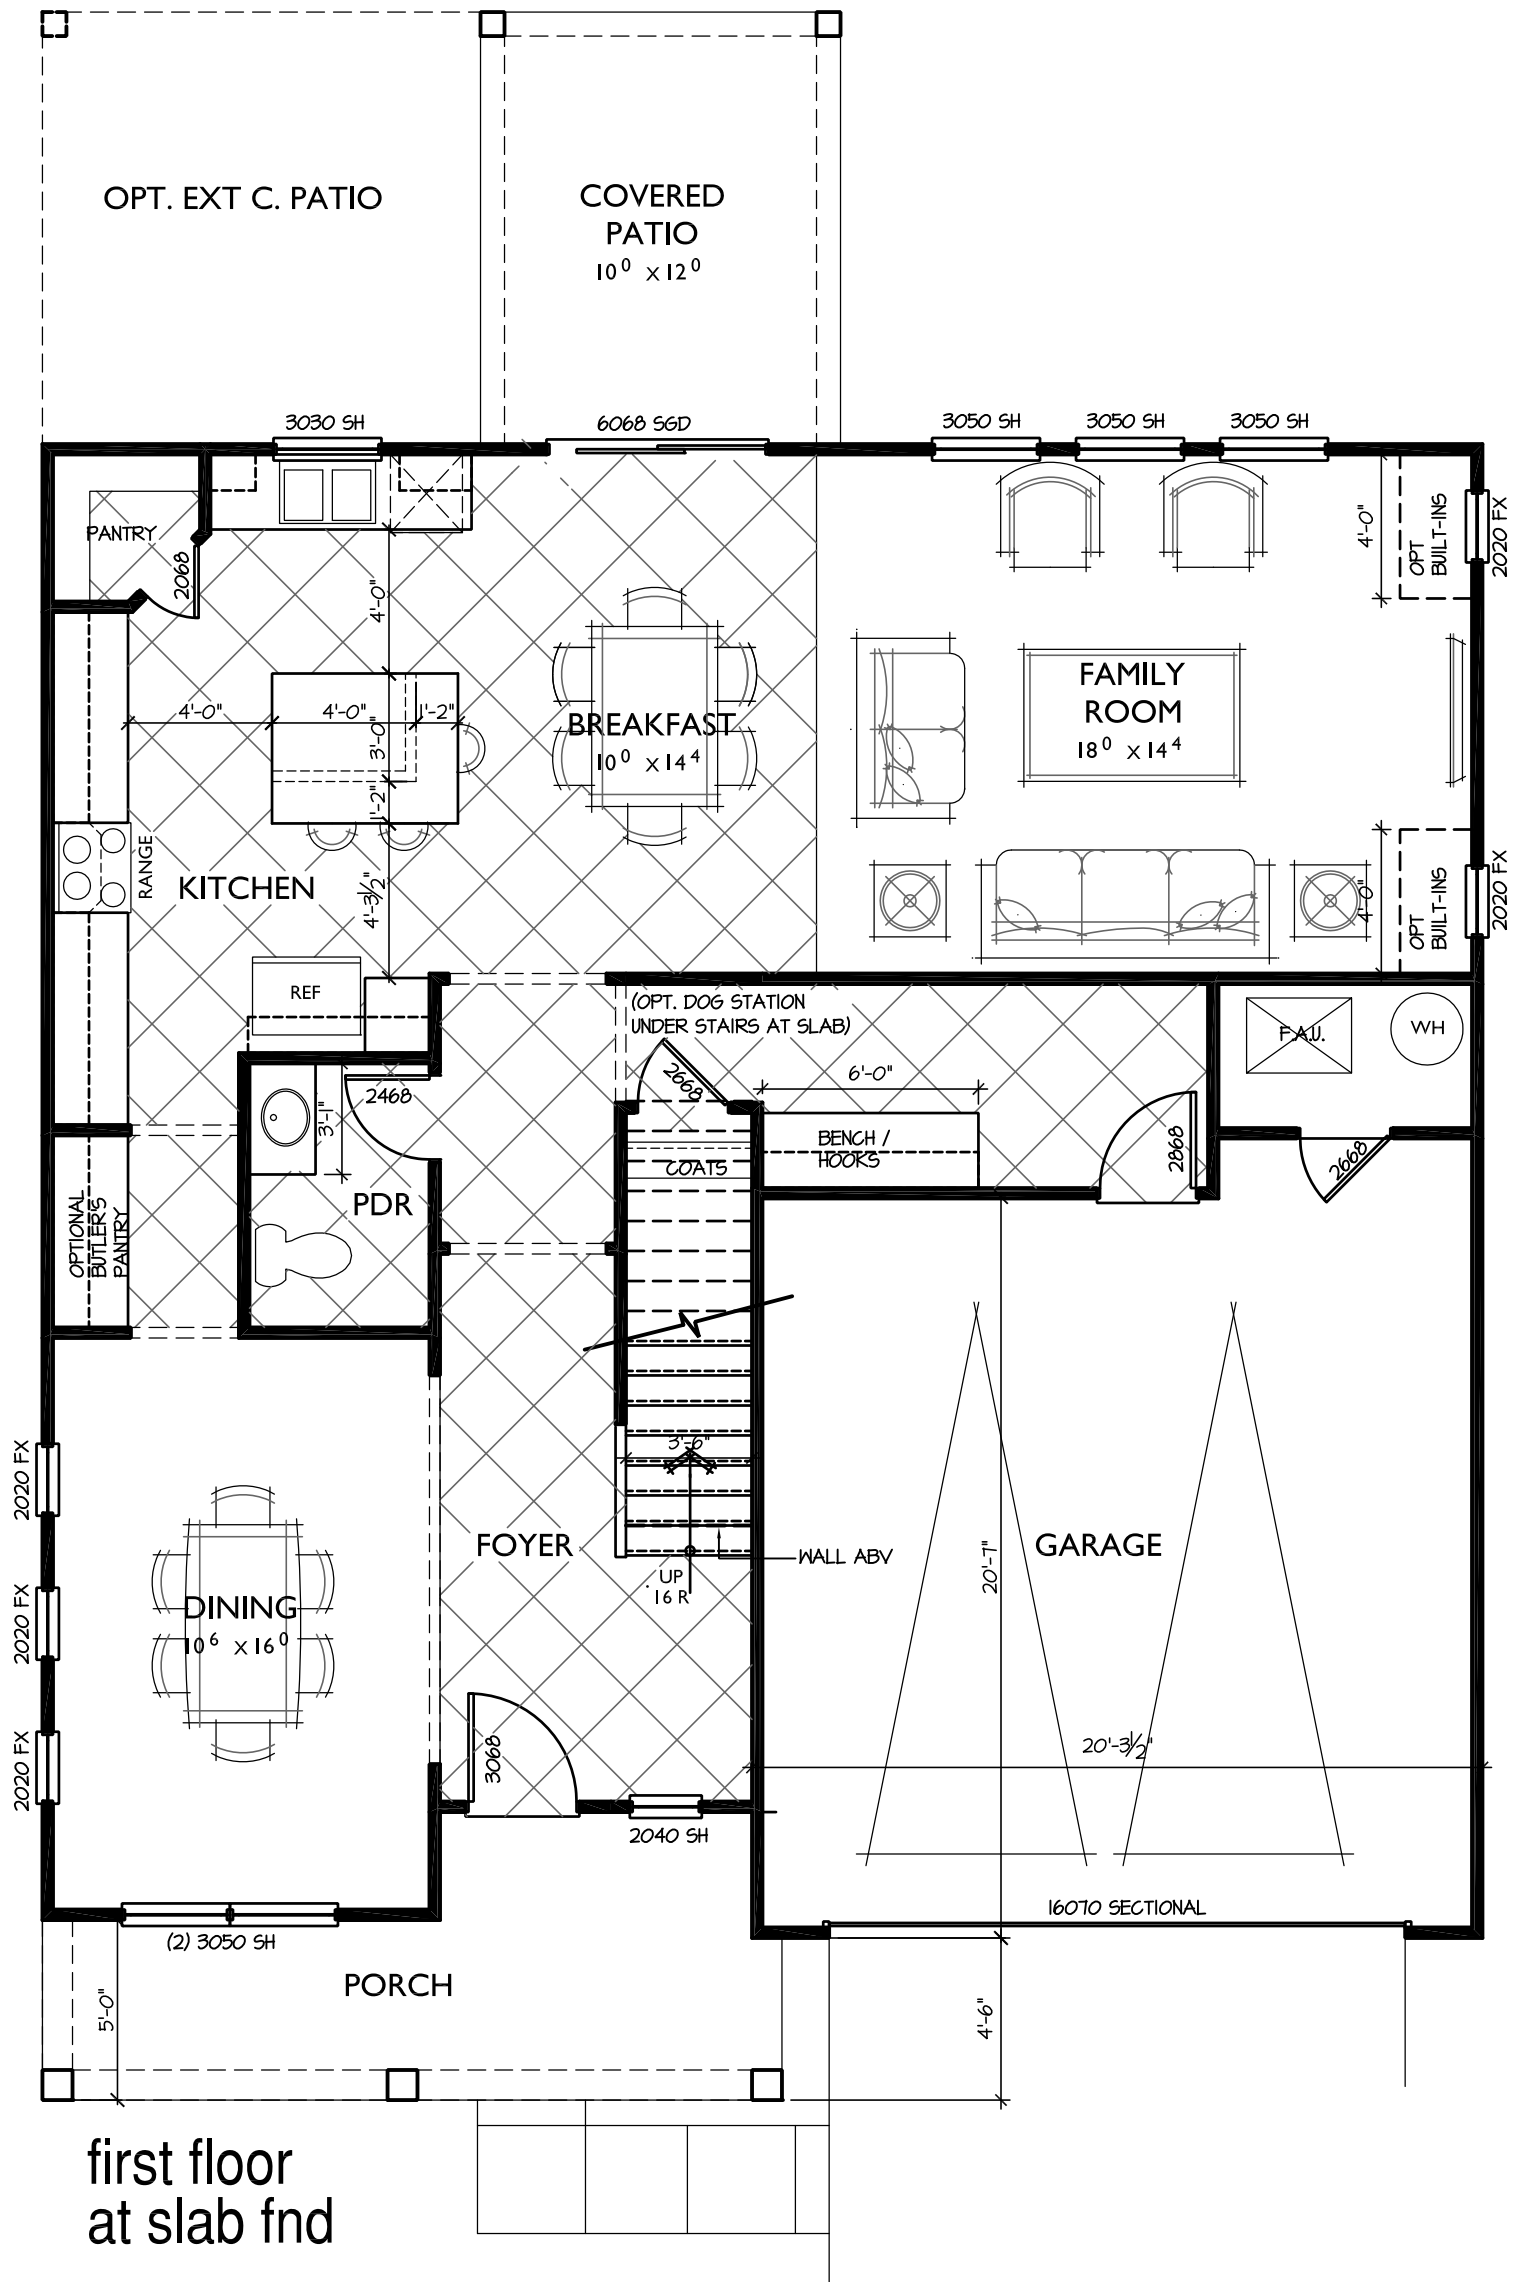 OPT. EXT C. PATIO
COVERED
PATIO
10⁰ x 12⁰
3030 SH
6068 SGD
3050 SH
3050 SH
3050 SH
PANTRY
2068
4'-0"
4'-0"
OPT
BUILT-INS
2020 FX
4'-0"
4'-0"
1'-2"
3'-0"
1'-2"
BREAKFAST
10⁰ x 14⁴
FAMILY
ROOM
18⁰ x 14⁴
RANGE
KITCHEN
4'-3½"
4'-0"
OPT
BUILT-INS
2020 FX
REF
(OPT. DOG STATION
UNDER STAIRS AT SLAB)
F.A.U.
WH
2468
3'-1"
2668
6'-0"
BENCH /
HOOKS
2868
2668
COATS
OPTIONAL
BUTLER'S
PANTRY
PDR
2020 FX
3'-6"
FOYER
WALL ABV
UP
16 R
20'-7"
GARAGE
2020 FX
DINING
10⁶ x 16⁰
2020 FX
3068
20'-3½"
2040 SH
16070 SECTIONAL
(2) 3050 SH
PORCH
5'-0"
4'-6"
first floor
at slab fnd